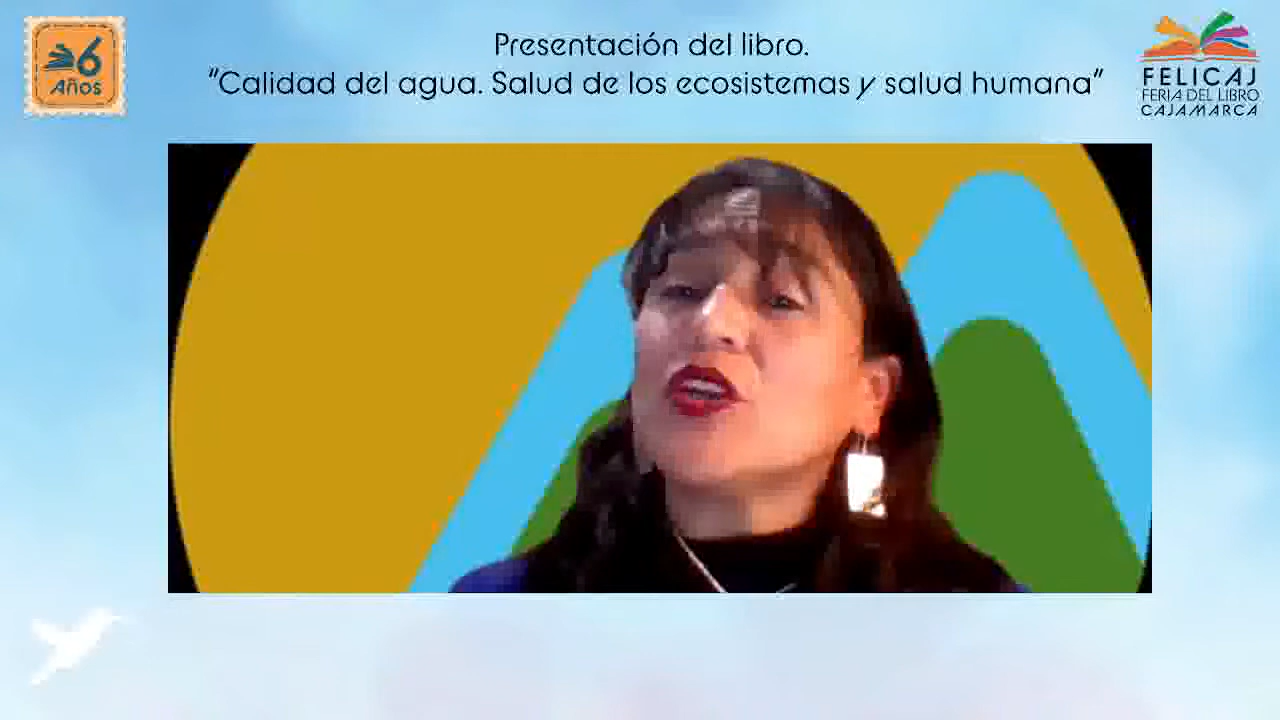 6
Años
Presentación del libro.
"Calidad del agua. Salud de los ecosistemas y salud humana"
FELICAJ
FERIA DEL LIBRO
CAJAMARCA